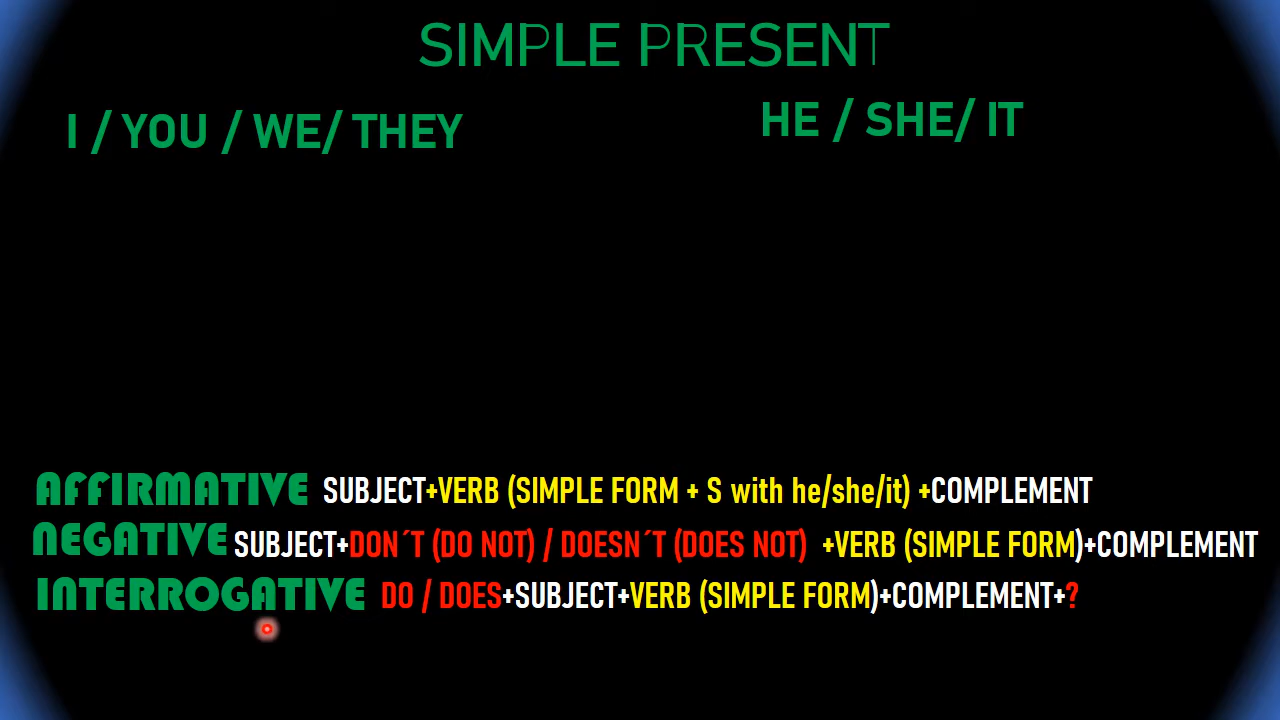 SIMPLE PRESENT
I / YOU / WE/ THEY
HE / SHE/ IT
AFFIRMATIVE SUBJECT+VERB (SIMPLE FORM + S with he/she/it) +COMPLEMENT
NEGATIVE SUBJECT+DON´T (DO NOT) / DOESN´T (DOES NOT) +VERB (SIMPLE FORM)+COMPLEMENT
INTERROGATIVE DO / DOES+SUBJECT+VERB (SIMPLE FORM)+COMPLEMENT+?